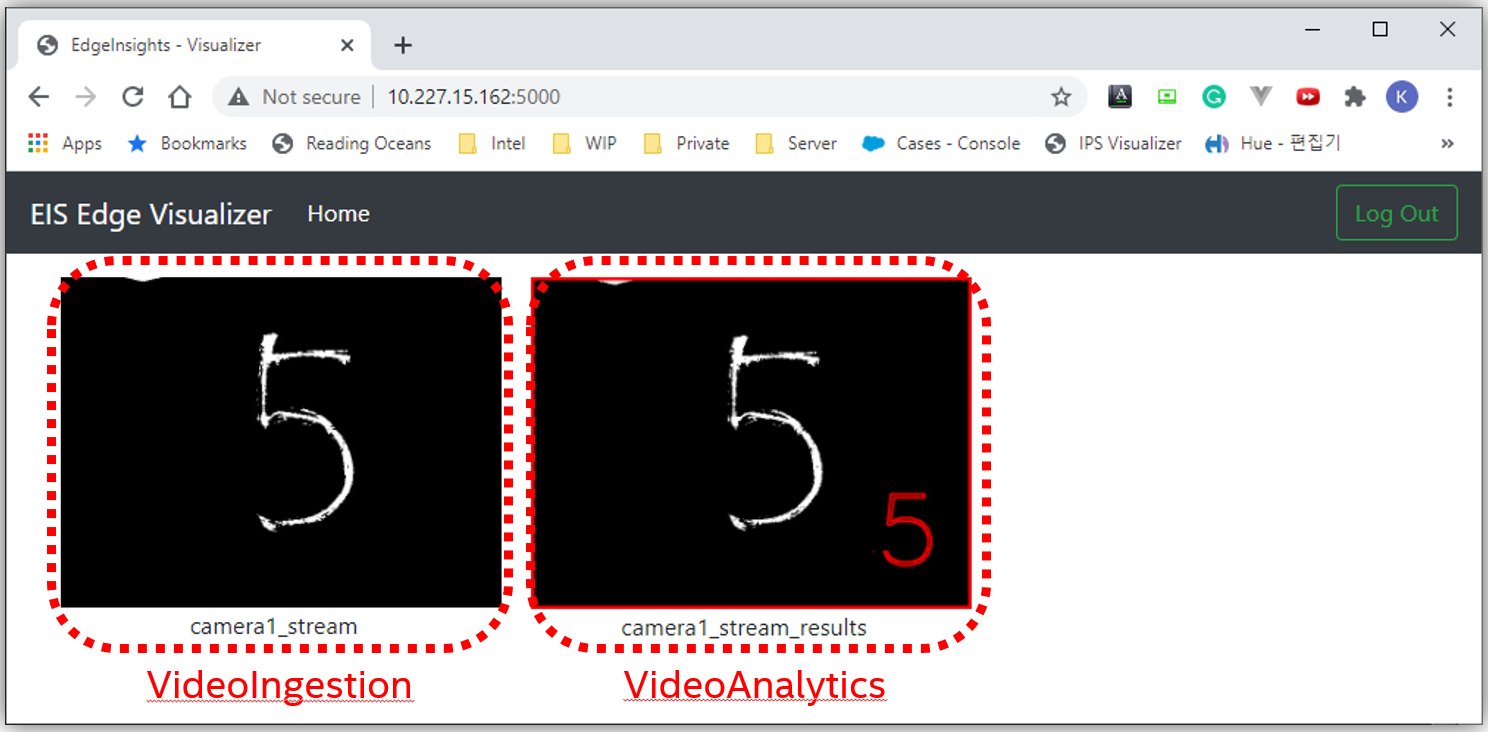 EdgeInsights - Visualizer
Not secure 10.227.15.162:5000
A K
Apps Bookmarks Reading Oceans Intel WIP Private Server Cases - Console IPS Visualizer Hue - 편집기 »
EIS Edge Visualizer Home Log Out
5 5
5
camera1_stream camera1_stream_results
VideoIngestion VideoAnalytics